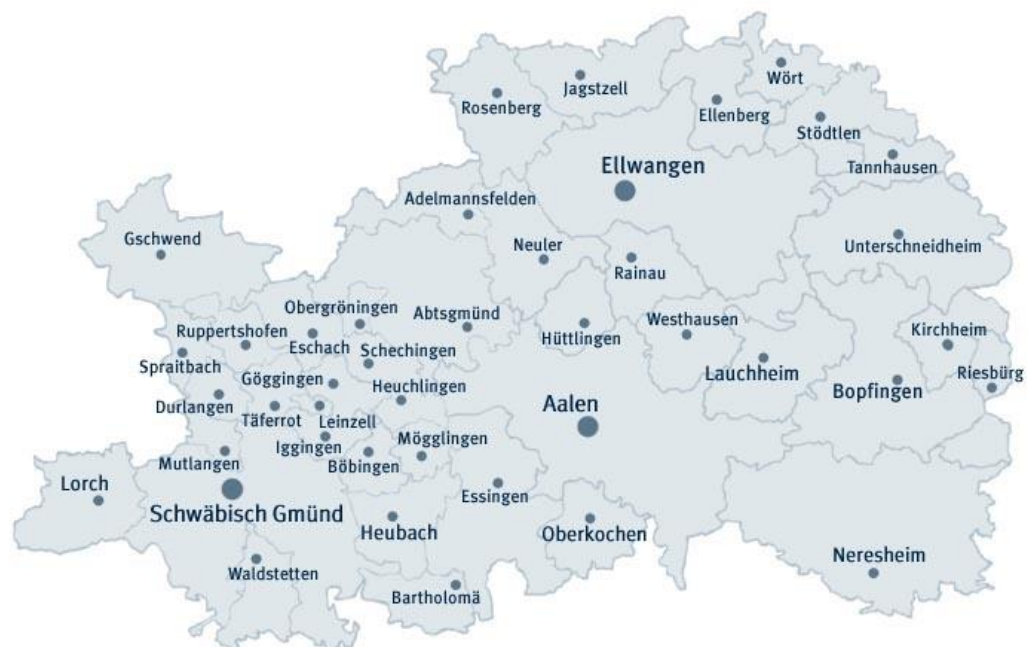 Wört
Jagstzell
Rosenberg
Ellenberg
Stödtlen
Ellwangen
Tannhausen
Adelmannsfelden
Gschwend
Neuler
Unterschneidheim
Rainau
Obergröningen
Abtsgmünd
Westhausen
Ruppertshofen
Kirchheim
Hüttlingen
Eschach
Schechingen
Spraitbach
Riesbürg
Lauchheim
Göggingen
Heuchlingen
Bopfingen
Aalen
Durlangen
Täferrot
Leinzell
Iggingen
Mögglingen
Mutlangen
Böbingen
Lorch
Essingen
Schwäbisch Gmünd
Heubach
Oberkochen
Neresheim
Waldstetten
Bartholomä